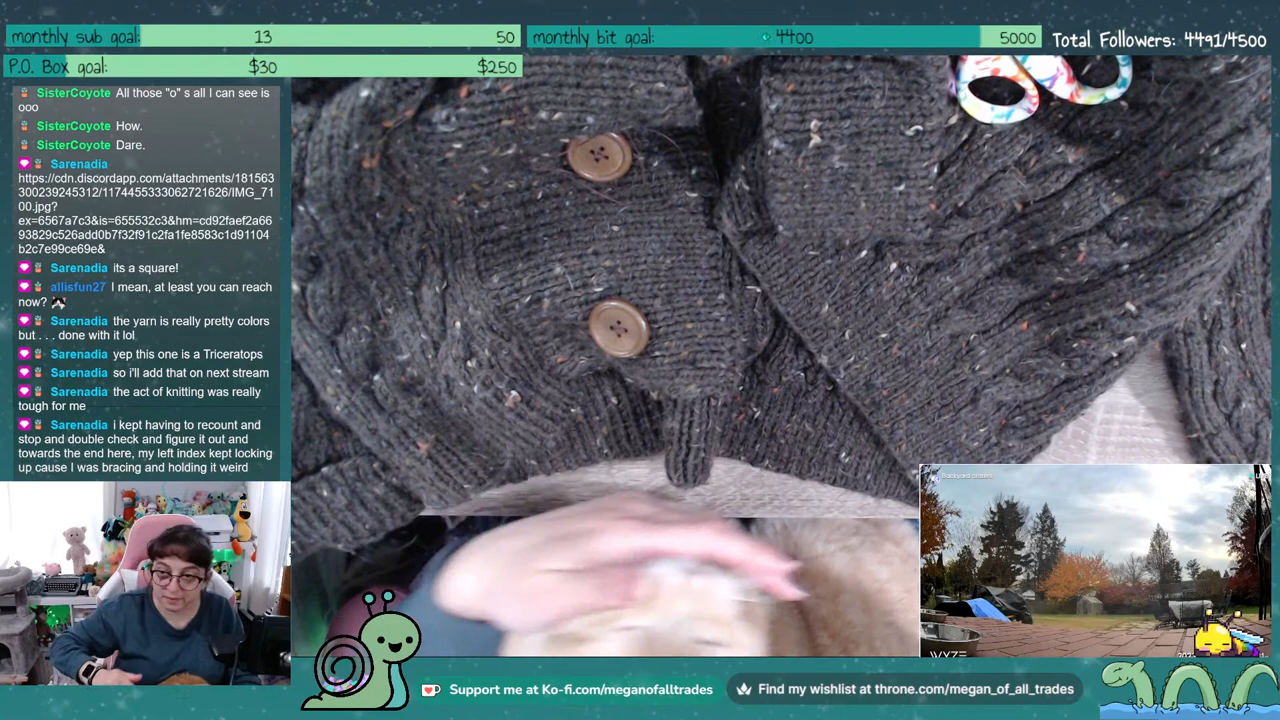 monthly sub goal: 13 50
monthly bit goal: 4400 5000
Total Followers: 4491/4500
P.O. Box goal: $30 $250
SisterCoyote All those "o" s all I can see is
ooo
SisterCoyote How.
SisterCoyote Dare.
Sarenadia
https://cdn.discordapp.com/attachments/181563
300239245312/1174455333062721626/IMG_71
00.jpg?
ex=6567a7c3&is=655532c3&hm=cd92faef2a66
93829c526add0b7f32f91c2fa1fe8583c1d91104
b2c7e99ce69e&
Sarenadia its a square!
allisfun27 I mean, at least you can reach
now?
Sarenadia the yarn is really pretty colors
but . . . done with it lol
Sarenadia yep this one is a Triceratops
Sarenadia so i'll add that on next stream
Sarenadia the act of knitting was really
tough for me
Sarenadia i kept having to recount and
stop and double check and figure it out and
towards the end here, my left index kept locking
up cause I was bracing and holding it weird
WYZE
Support me at Ko-fi.com/meganofalltrades
Find my wishlist at throne.com/megan_of_all_trades